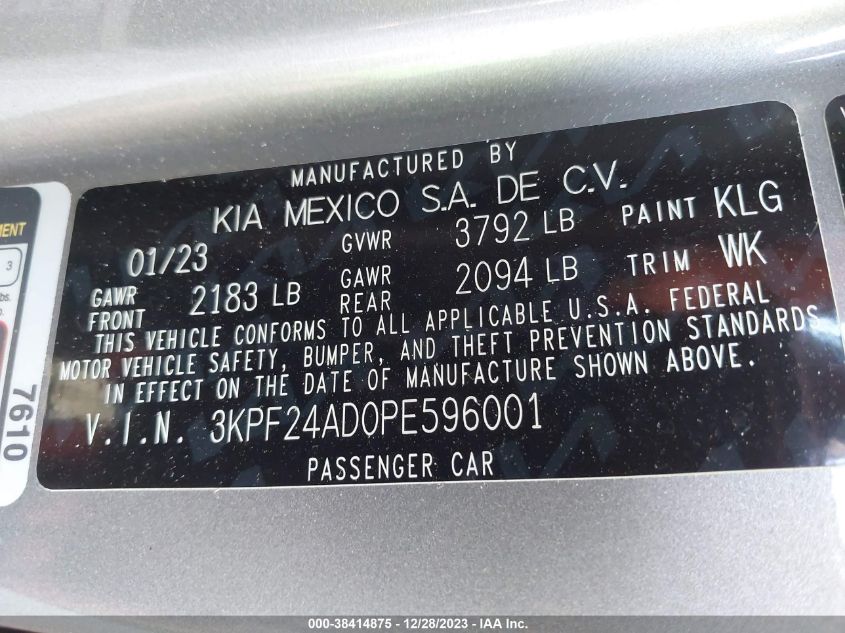 MANUFACTURED BY
KIA MEXICO S.A. DE C.V.
01/23 GVWR 3792 LB PAINT KLG
GAWR FRONT 2183 LB GAWR REAR 2094 LB TRIM WK
THIS VEHICLE CONFORMS TO ALL APPLICABLE U.S.A. FEDERAL
MOTOR VEHICLE SAFETY, BUMPER, AND THEFT PREVENTION STANDARDS
IN EFFECT ON THE DATE OF MANUFACTURE SHOWN ABOVE.
V.I.N. 3KPF24AD0PE596001
PASSENGER CAR
MENT
3
bs.
7610
000-38414875 - 12/28/2023 - IAA Inc.